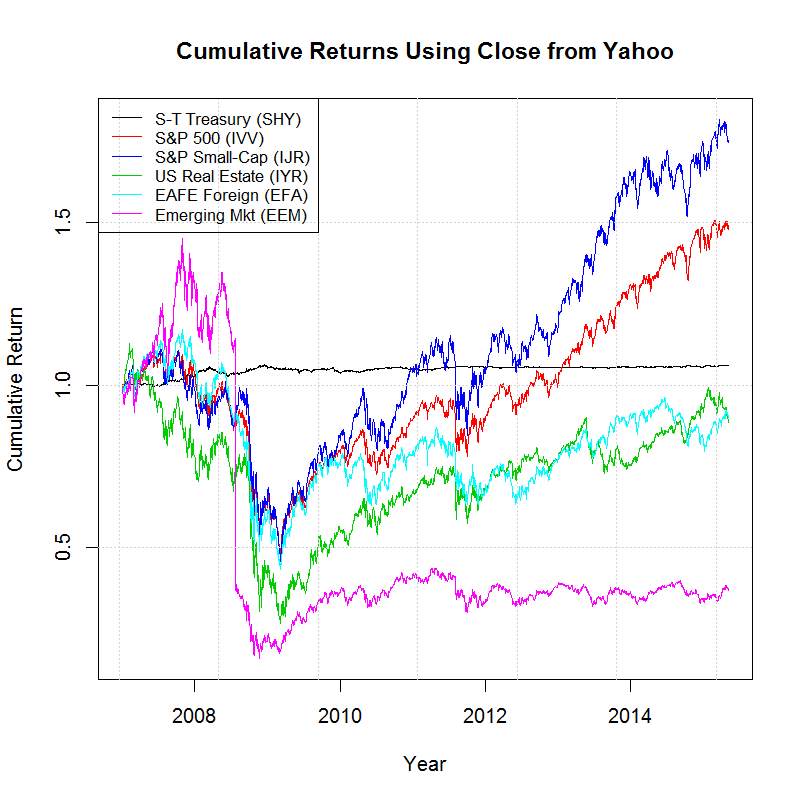 Cumulative Returns Using Close from Yahoo
S-T Treasury (SHY)
S&P 500 (IVV)
S&P Small-Cap (IJR)
US Real Estate (IYR)
EAFE Foreign (EFA)
Emerging Mkt (EEM)
Cumulative Return
1.5
1.0
0.5
2008 2010 2012 2014
Year